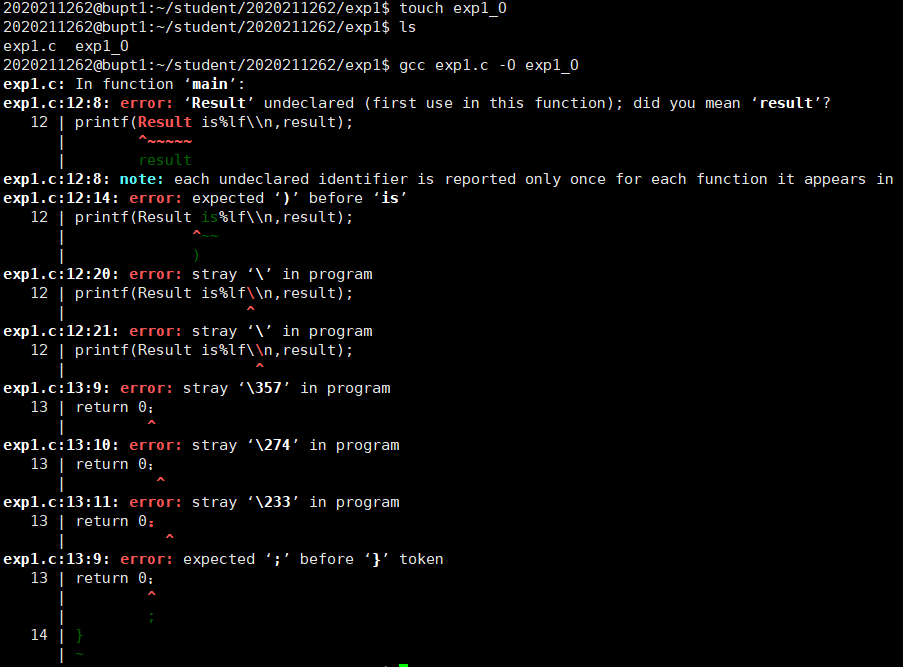 2020211262@bupt1:~/student/2020211262/exp1$ touch exp1_O
2020211262@bupt1:~/student/2020211262/exp1$ ls
exp1.c  exp1_O
2020211262@bupt1:~/student/2020211262/exp1$ gcc exp1.c -O exp1_O
exp1.c: In function ‘main’:
exp1.c:12:8: error: ‘Result’ undeclared (first use in this function); did you mean ‘result’?
   12 | printf(Result is%lf\\n,result);
      |        ^~~~~~
      |        result
exp1.c:12:8: note: each undeclared identifier is reported only once for each function it appears in
exp1.c:12:14: error: expected ‘)’ before ‘is’
   12 | printf(Result is%lf\\n,result);
      |              ^~~
      |              )
exp1.c:12:20: error: stray ‘\’ in program
   12 | printf(Result is%lf\\n,result);
      |                    ^
exp1.c:12:21: error: stray ‘\’ in program
   12 | printf(Result is%lf\\n,result);
      |                     ^
exp1.c:13:9: error: stray ‘\357’ in program
   13 | return 0；
      |         ^
exp1.c:13:10: error: stray ‘\274’ in program
   13 | return 0；
      |          ^
exp1.c:13:11: error: stray ‘\233’ in program
   13 | return 0；
      |           ^
exp1.c:13:9: error: expected ‘;’ before ‘}’ token
   13 | return 0；
      |         ^
      |         ;
   14 | }
      | ~